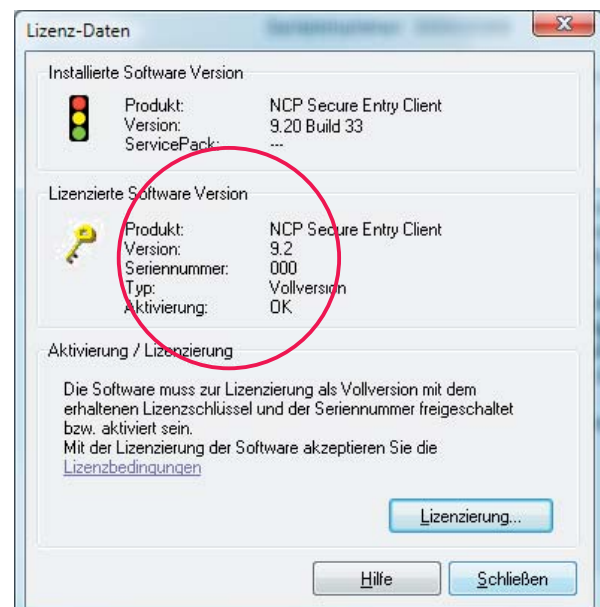 Lizenz-Daten
Installierte Software Version
Produkt: NCP Secure Entry Client
Version: 9.20 Build 33
ServicePack: ---
Lizenzierte Software Version
Produkt: NCP Secure Entry Client
Version: 9.2
Seriennummer: 000
Typ: Vollversion
Aktivierung: OK
Aktivierung / Lizenzierung
Die Software muss zur Lizenzierung als Vollversion mit dem
erhaltenen Lizenzschlüssel und der Seriennummer freigeschaltet
bzw. aktiviert sein.
Mit der Lizenzierung der Software akzeptieren Sie die
Lizenzbedingungen
Lizenzierung...
Hilfe Schließen